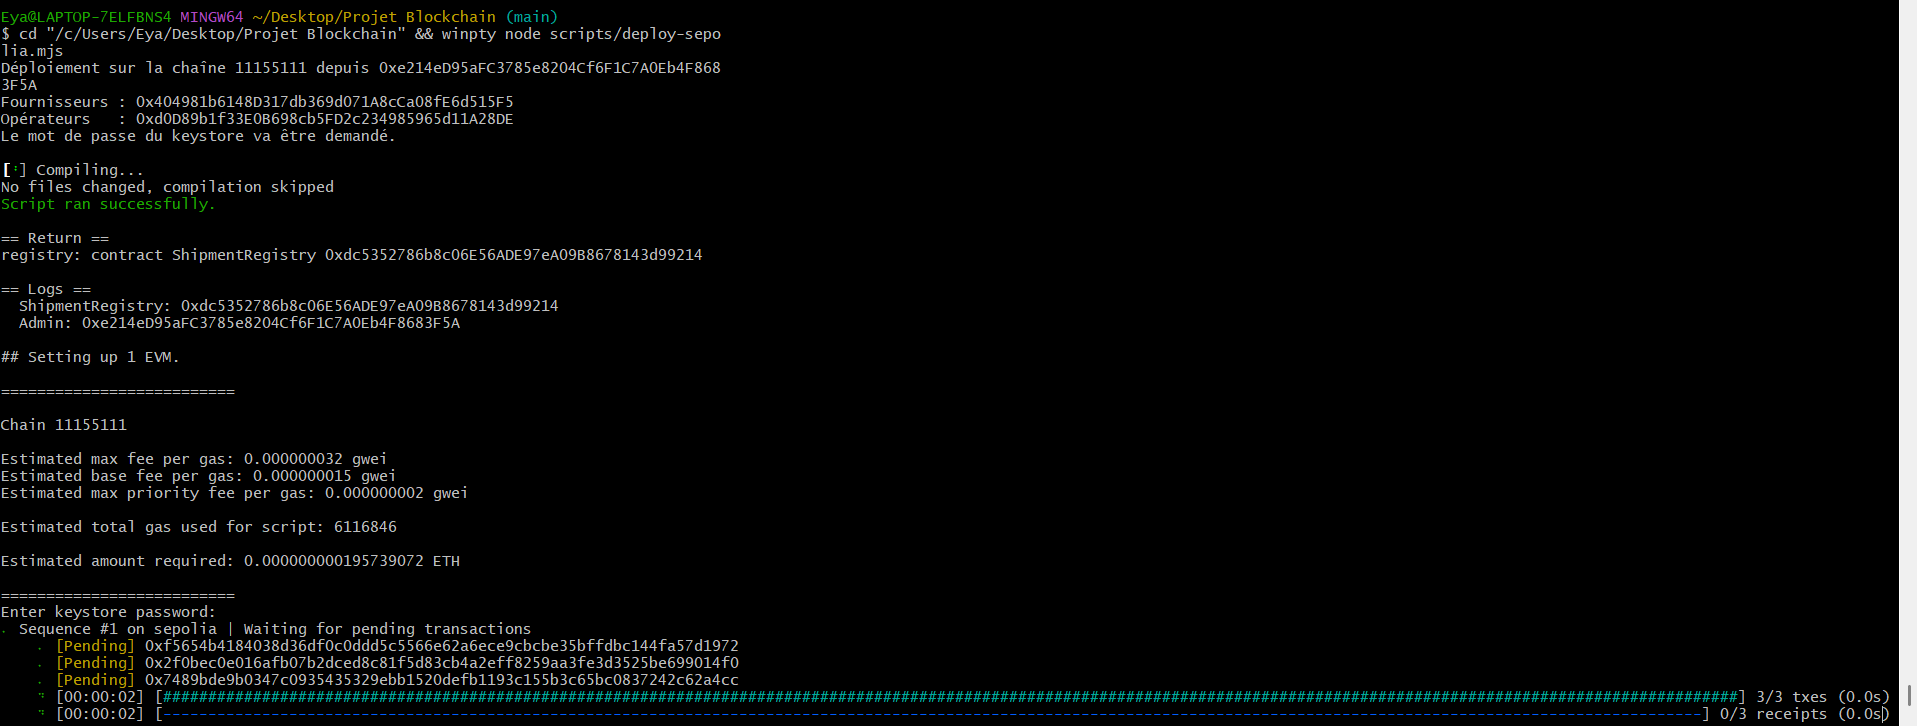 Eya@LAPTOP-7ELFBNS4 MINGW64 ~/Desktop/Projet Blockchain (main)
$ cd "/c/Users/Eya/Desktop/Projet Blockchain" && winpty node scripts/deploy-sepo
lia.mjs
Déploiement sur la chaîne 11155111 depuis 0xe214eD95aFC3785e8204Cf6F1C7A0Eb4F868
3F5A
Fournisseurs : 0x404981b6148D317db369d071A8cCa08fE6d515F5
Opérateurs   : 0xd0D89b1f33E0B698cb5FD2c234985965d11A28DE
Le mot de passe du keystore va être demandé.
[⠃] Compiling...
No files changed, compilation skipped
Script ran successfully.
== Return ==
registry: contract ShipmentRegistry 0xdc5352786b8c06E56ADE97eA09B8678143d99214
== Logs ==
  ShipmentRegistry: 0xdc5352786b8c06E56ADE97eA09B8678143d99214
  Admin: 0xe214eD95aFC3785e8204Cf6F1C7A0Eb4F8683F5A
## Setting up 1 EVM.
==========================
Chain 11155111
Estimated max fee per gas: 0.000000032 gwei
Estimated base fee per gas: 0.000000015 gwei
Estimated max priority fee per gas: 0.000000002 gwei
Estimated total gas used for script: 6116846
Estimated amount required: 0.000000000195739072 ETH
==========================
Enter keystore password:
Sequence #1 on sepolia | Waiting for pending transactions
[Pending] 0xf5654b4184038d36df0c0ddd5c5566e62a6ece9cbcbe35bffdbc144fa57d1972
[Pending] 0x2f0bec0e016afb07b2dced8c81f5d83cb4a2eff8259aa3fe3d3525be699014f0
[Pending] 0x7489bde9b0347c0935435329ebb1520defb1193c155b3c65bc0837242c62a4cc
[00:00:02] [###############################################################################################################################################################################] 3/3 txes (0.0s)
[00:00:02] [---------------------------------------------------------------------------------------------------------------------------------------------------------------------------] 0/3 receipts (0.0s)